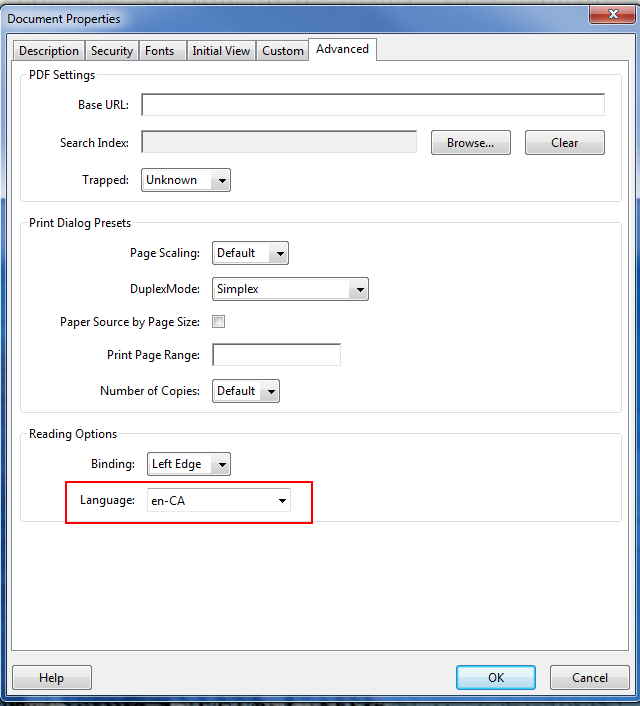 Document Properties
Description Security Fonts Initial View Custom Advanced
PDF Settings
Base URL:
Search Index: Browse... Clear
Trapped: Unknown
Print Dialog Presets
Page Scaling: Default
DuplexMode: Simplex
Paper Source by Page Size:
Print Page Range:
Number of Copies: Default
Reading Options
Binding: Left Edge
Language: en-CA
Help OK Cancel